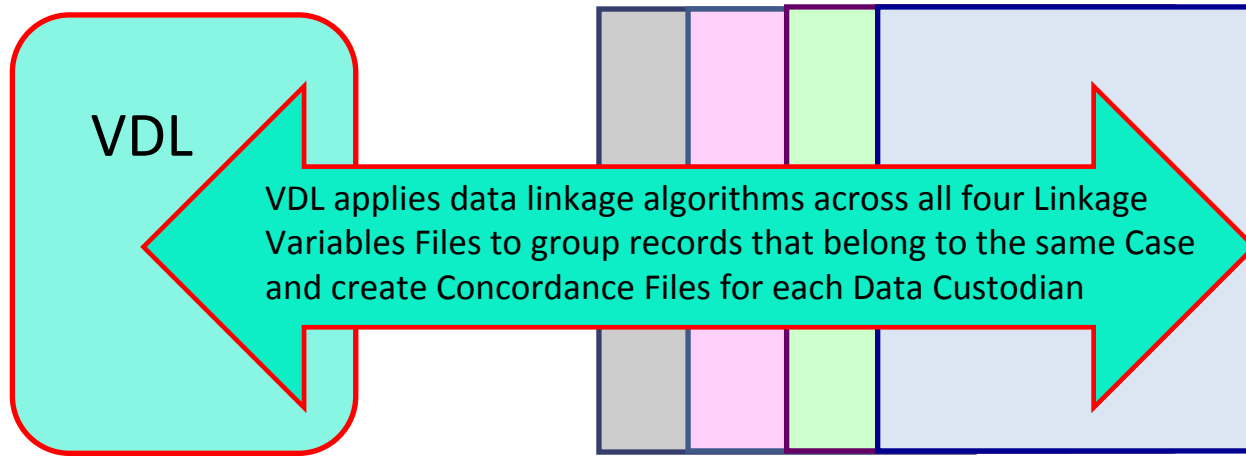 VDL
VDL applies data linkage algorithms across all four Linkage
Variables Files to group records that belong to the same Case
and create Concordance Files for each Data Custodian